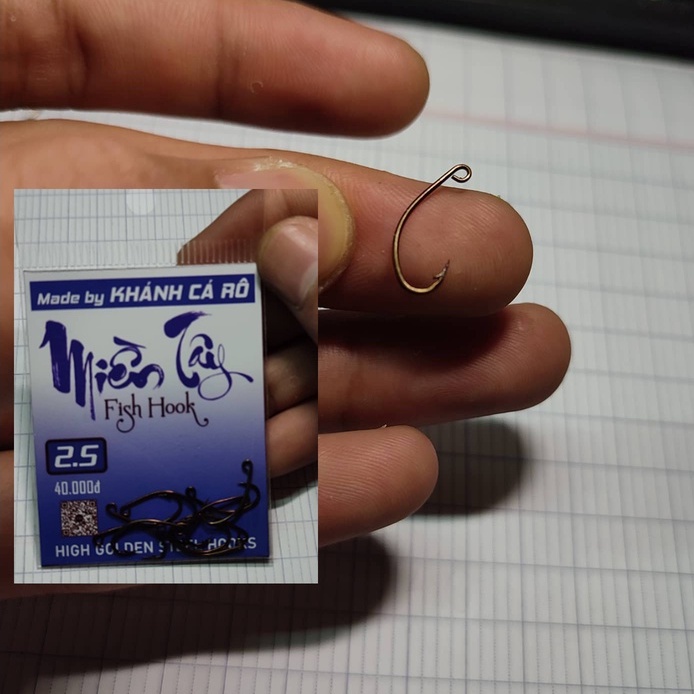 Made by KHÁNH CÁ RÔ
Miền Tây
Fish Hook
2.5
40.000đ
HIGH GOLDEN STEEL HOOKS